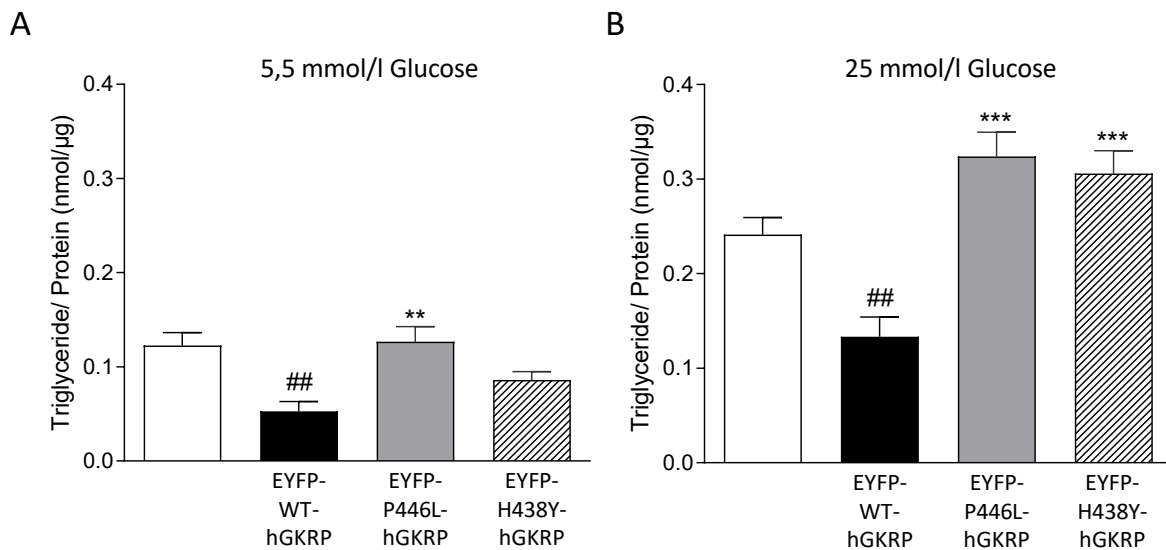 A
5,5 mmol/l Glucose
Triglyceride/ Protein (nmol/µg)
0.4
0.3
0.2
0.1
0.0
##
**
EYFP-
WT-
hGKRP
EYFP-
P446L-
hGKRP
EYFP-
H438Y-
hGKRP
B
25 mmol/l Glucose
Triglyceride/ Protein (nmol/µg)
0.4
0.3
0.2
0.1
0.0
##
***
***
EYFP-
WT-
hGKRP
EYFP-
P446L-
hGKRP
EYFP-
H438Y-
hGKRP